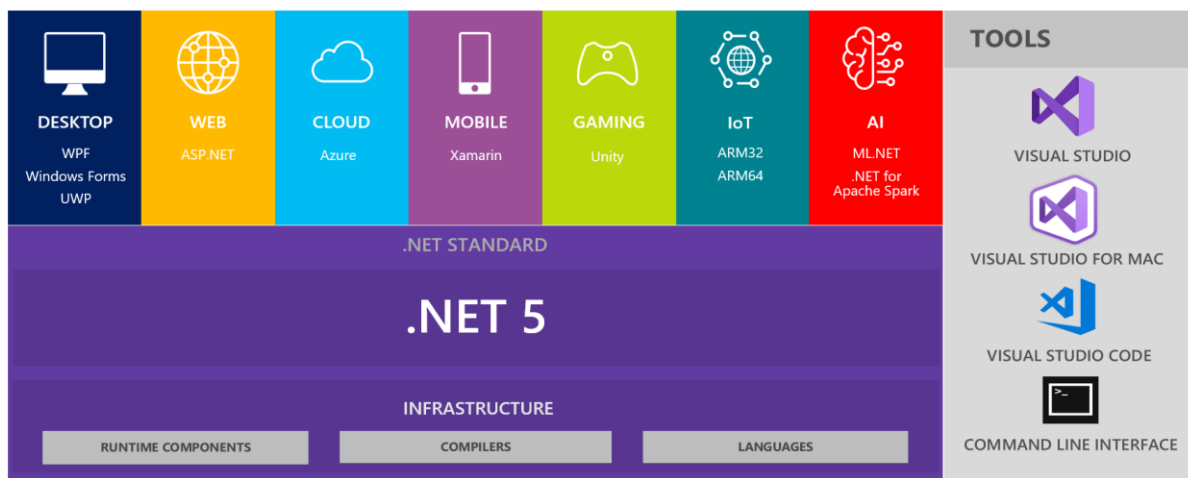 DESKTOP
WPF
Windows Forms
UWP
WEB
ASP.NET
CLOUD
Azure
MOBILE
Xamarin
GAMING
Unity
IoT
ARM32
ARM64
AI
ML.NET
.NET for
Apache Spark
.NET STANDARD
.NET 5
INFRASTRUCTURE
RUNTIME COMPONENTS
COMPILERS
LANGUAGES
TOOLS
VISUAL STUDIO
VISUAL STUDIO FOR MAC
VISUAL STUDIO CODE
>_
COMMAND LINE INTERFACE